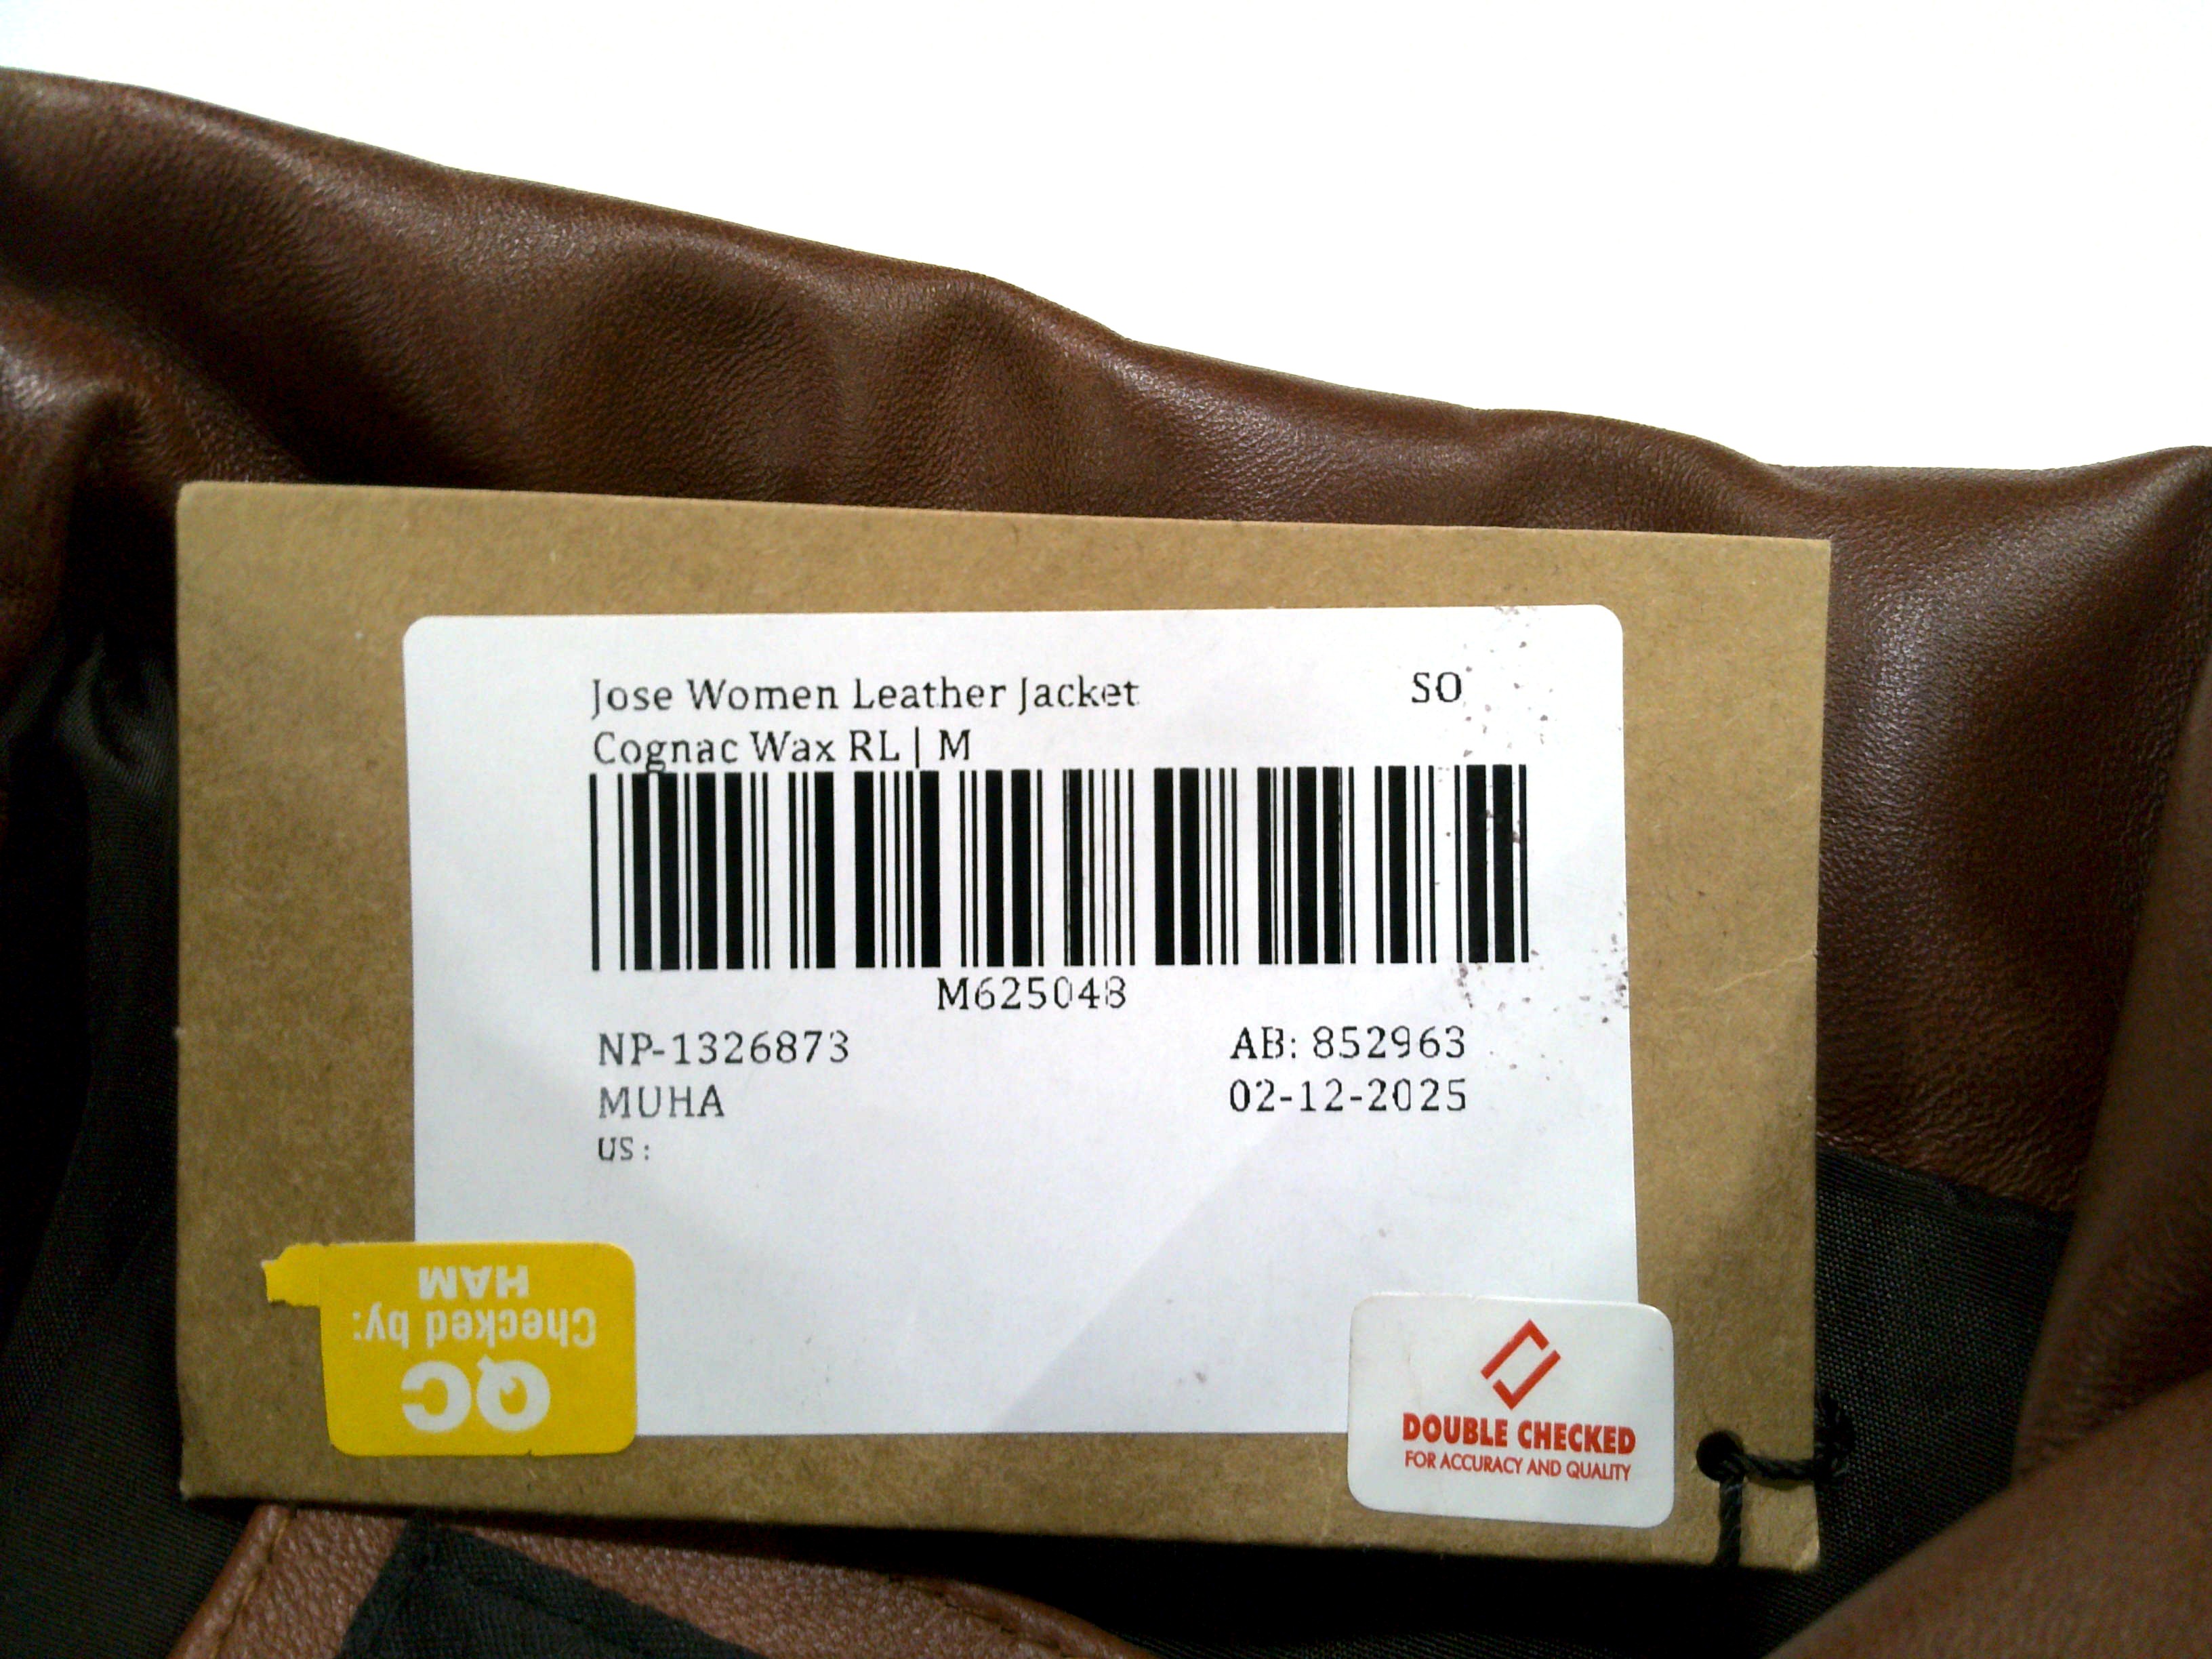 Jose Women Leather Jacket SO
Cognac Wax RL | M
M625048
NP-1326873 AB: 852963
MUHA 02-12-2025
US :
QC
Checked by:
HAM
DOUBLE CHECKED
FOR ACCURACY AND QUALITY